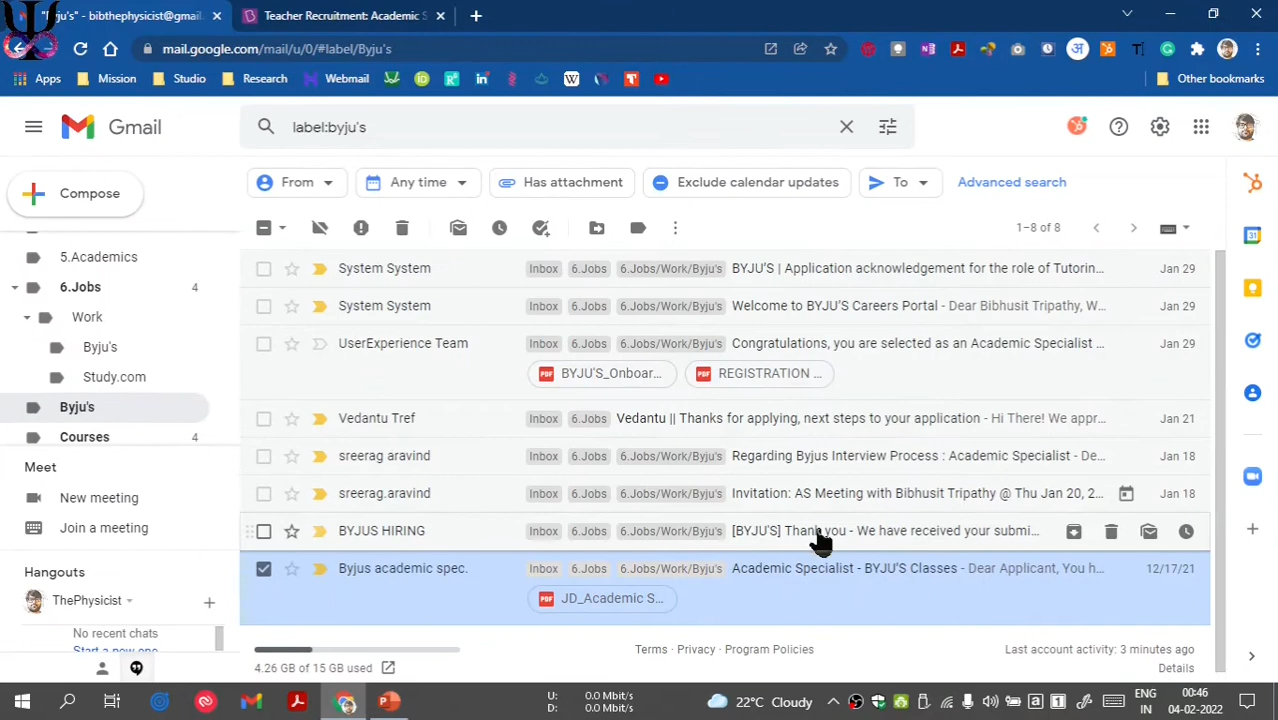 "Byju's" - bibthephysicist@gmail.
Teacher Recruitment: Academic S
mail.google.com/mail/u/0/#label/Byju's
Apps
Mission
Studio
Research
Webmail
Other bookmarks
Gmail
label:byju's
Compose
From
Any time
Has attachment
Exclude calendar updates
To
Advanced search
1–8 of 8
5.Academics
6.Jobs 4
Work
Byju's
Study.com
Byju's
Courses 4
System System Inbox 6.Jobs 6.Jobs/Work/Byju's BYJU'S | Application acknowledgement for the role of Tutorin... Jan 29
System System Inbox 6.Jobs 6.Jobs/Work/Byju's Welcome to BYJU'S Careers Portal - Dear Bibhusit Tripathy, W... Jan 29
UserExperience Team Inbox 6.Jobs 6.Jobs/Work/Byju's Congratulations, you are selected as an Academic Specialist ... Jan 29
PDF BYJU'S_Onboar... PDF REGISTRATION ...
Vedantu Tref Inbox 6.Jobs Vedantu || Thanks for applying, next steps to your application - Hi There! We appr... Jan 21
sreerag aravind Inbox 6.Jobs 6.Jobs/Work/Byju's Regarding Byjus Interview Process : Academic Specialist - De... Jan 18
sreerag.aravind Inbox 6.Jobs 6.Jobs/Work/Byju's Invitation: AS Meeting with Bibhusit Tripathy @ Thu Jan 20, 2... Jan 18
BYJUS HIRING Inbox 6.Jobs 6.Jobs/Work/Byju's [BYJU'S] Thank you - We have received your submi...
Byjus academic spec. Inbox 6.Jobs 6.Jobs/Work/Byju's Academic Specialist - BYJU'S Classes - Dear Applicant, You h... 12/17/21
PDF JD_Academic S...
Meet
New meeting
Join a meeting
Hangouts
ThePhysicist
No recent chats
Start a new one
4.26 GB of 15 GB used
Terms · Privacy · Program Policies
Last account activity: 3 minutes ago
Details
U: 0.0 Mbit/s
D: 0.0 Mbit/s
22°C Cloudy
ENG
IN
00:46
04-02-2022